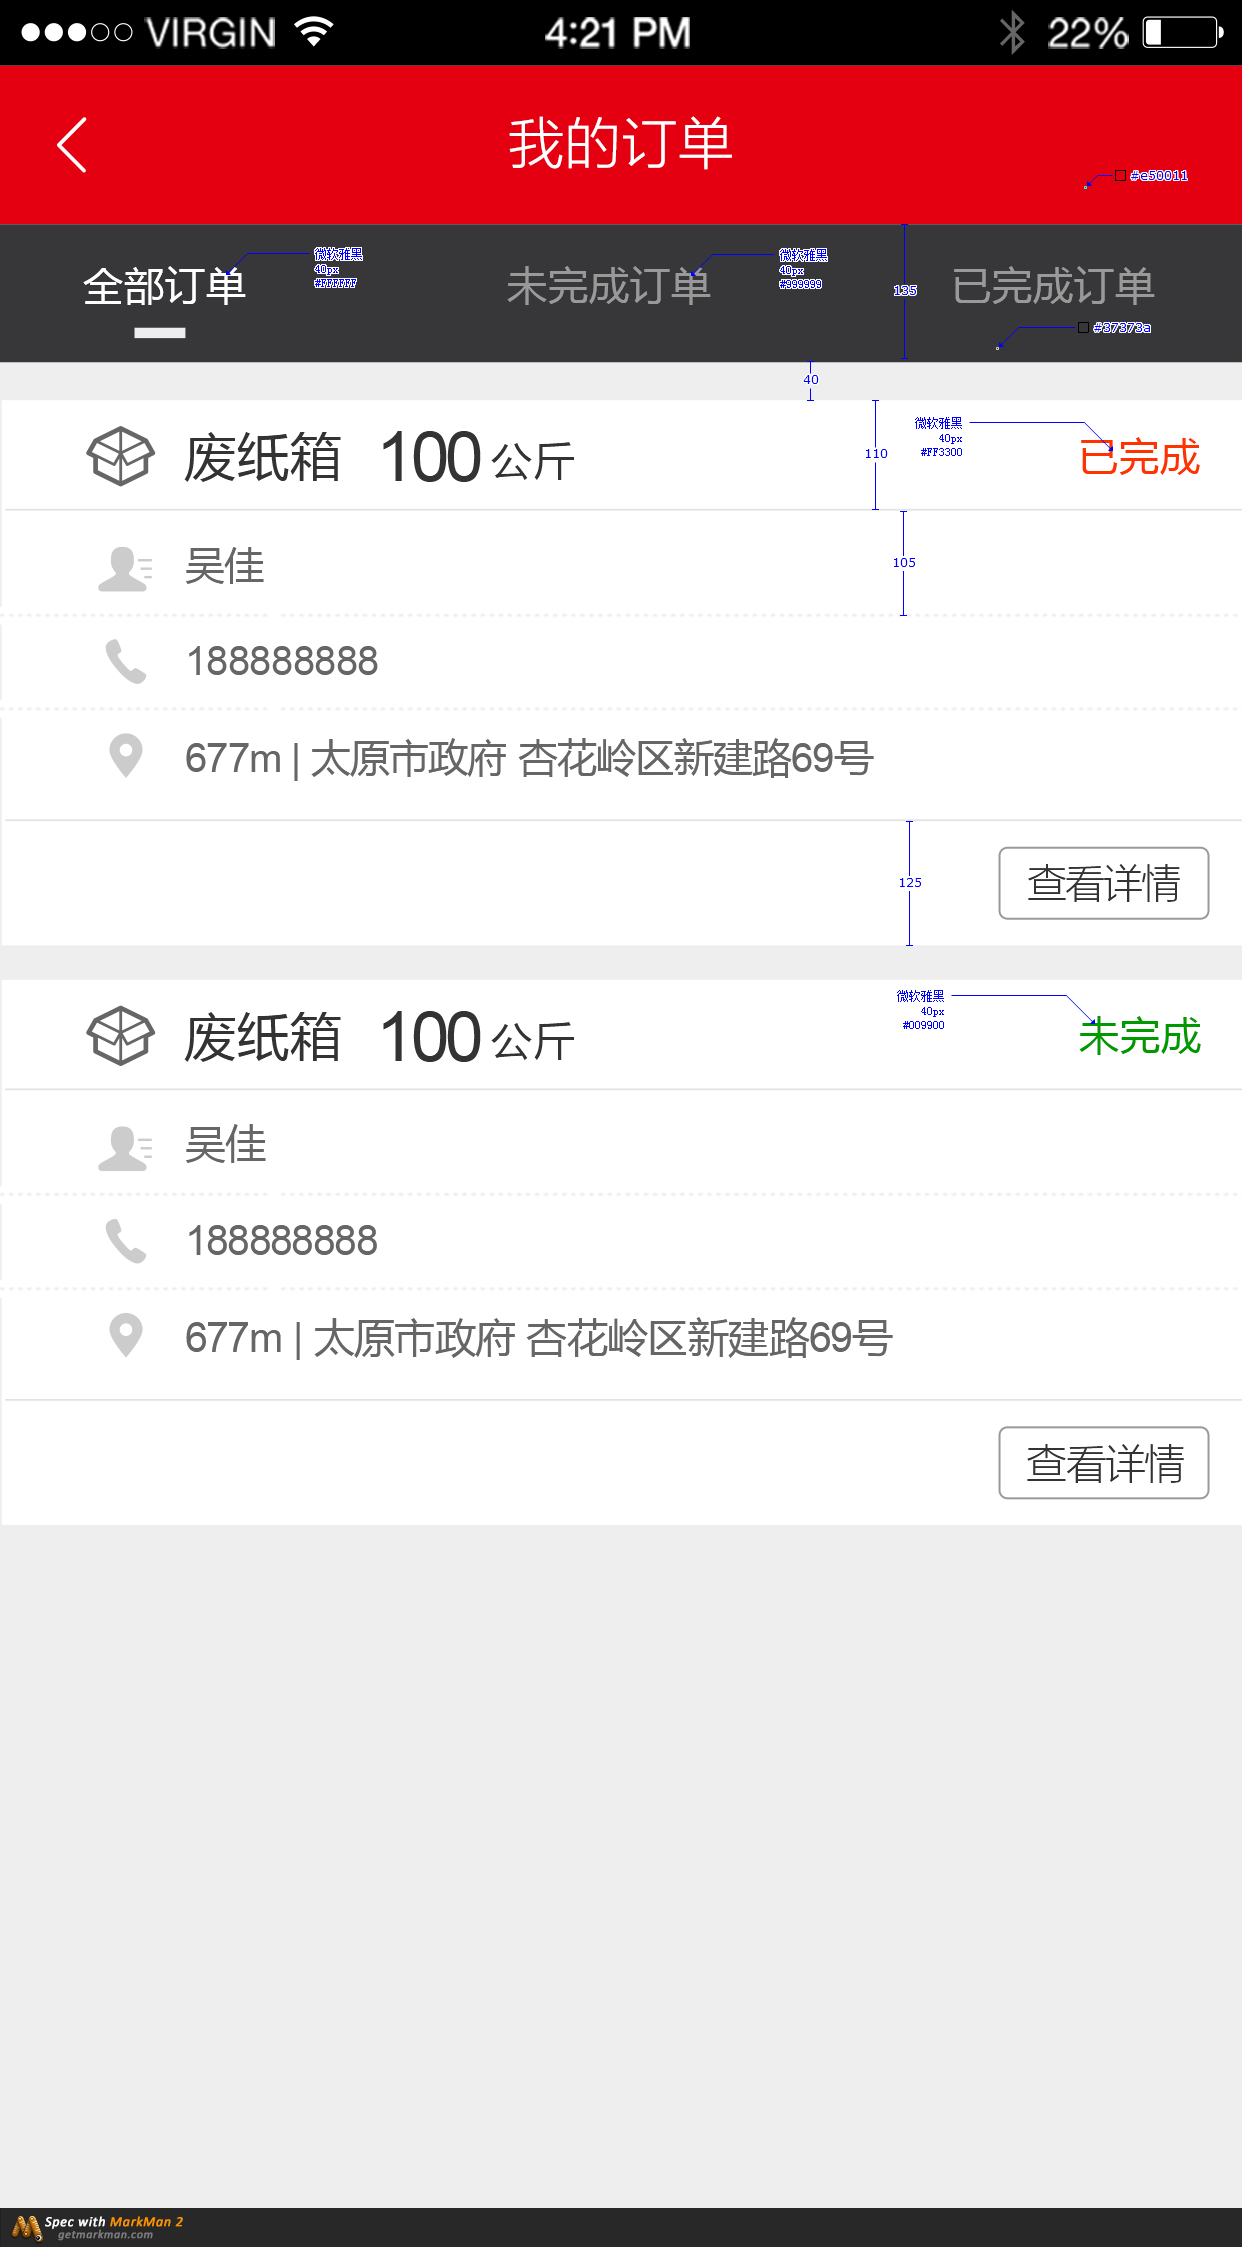 VIRGIN 4:21 PM 22%
我的订单
#e50011
全部订单 未完成订单 已完成订单
微软雅黑
40px
#FFFFFF
微软雅黑
40px
#999999
135
#37373a
40
废纸箱 100 公斤 已完成
110
微软雅黑
40px
#FF3300
吴佳
105
188888888
677m | 太原市政府 杏花岭区新建路69号
125
查看详情
废纸箱 100 公斤 未完成
微软雅黑
40px
#009900
吴佳
188888888
677m | 太原市政府 杏花岭区新建路69号
查看详情
Spec with MarkMan 2
getmarkman.com